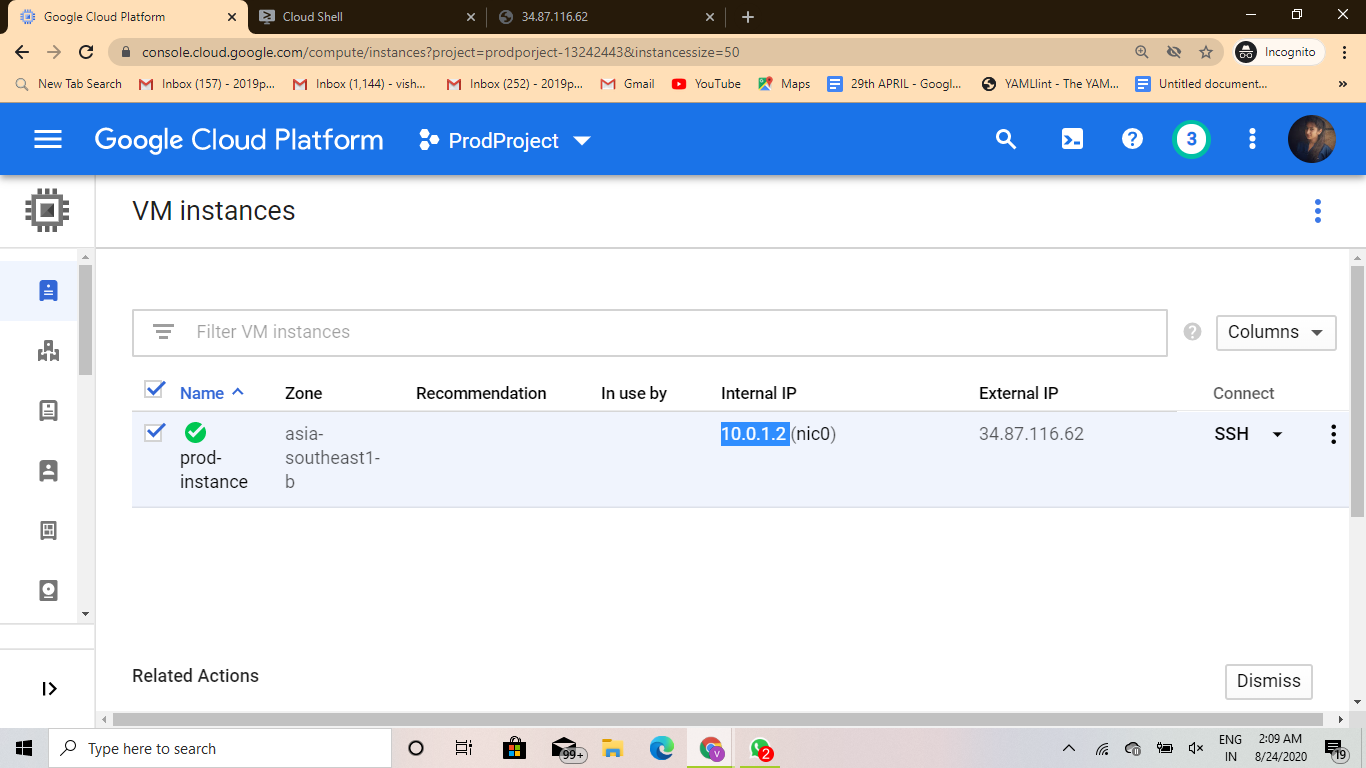 Google Cloud Platform
Cloud Shell
34.87.116.62
console.cloud.google.com/compute/instances?project=prodporject-13242443&instancessize=50
Incognito
New Tab Search
Inbox (157) - 2019p...
Inbox (1,144) - vish...
Inbox (252) - 2019p...
Gmail
YouTube
Maps
29th APRIL - Googl...
YAMLlint - The YAM...
Untitled document...
Google Cloud Platform
ProdProject
3
VM instances
Filter VM instances
Columns
Name
Zone
Recommendation
In use by
Internal IP
External IP
Connect
prod-
instance
asia-
southeast1-
b
10.0.1.2 (nic0)
34.87.116.62
SSH
Related Actions
Dismiss
Type here to search
99+
V
2
ENG
IN
2:09 AM
8/24/2020
19